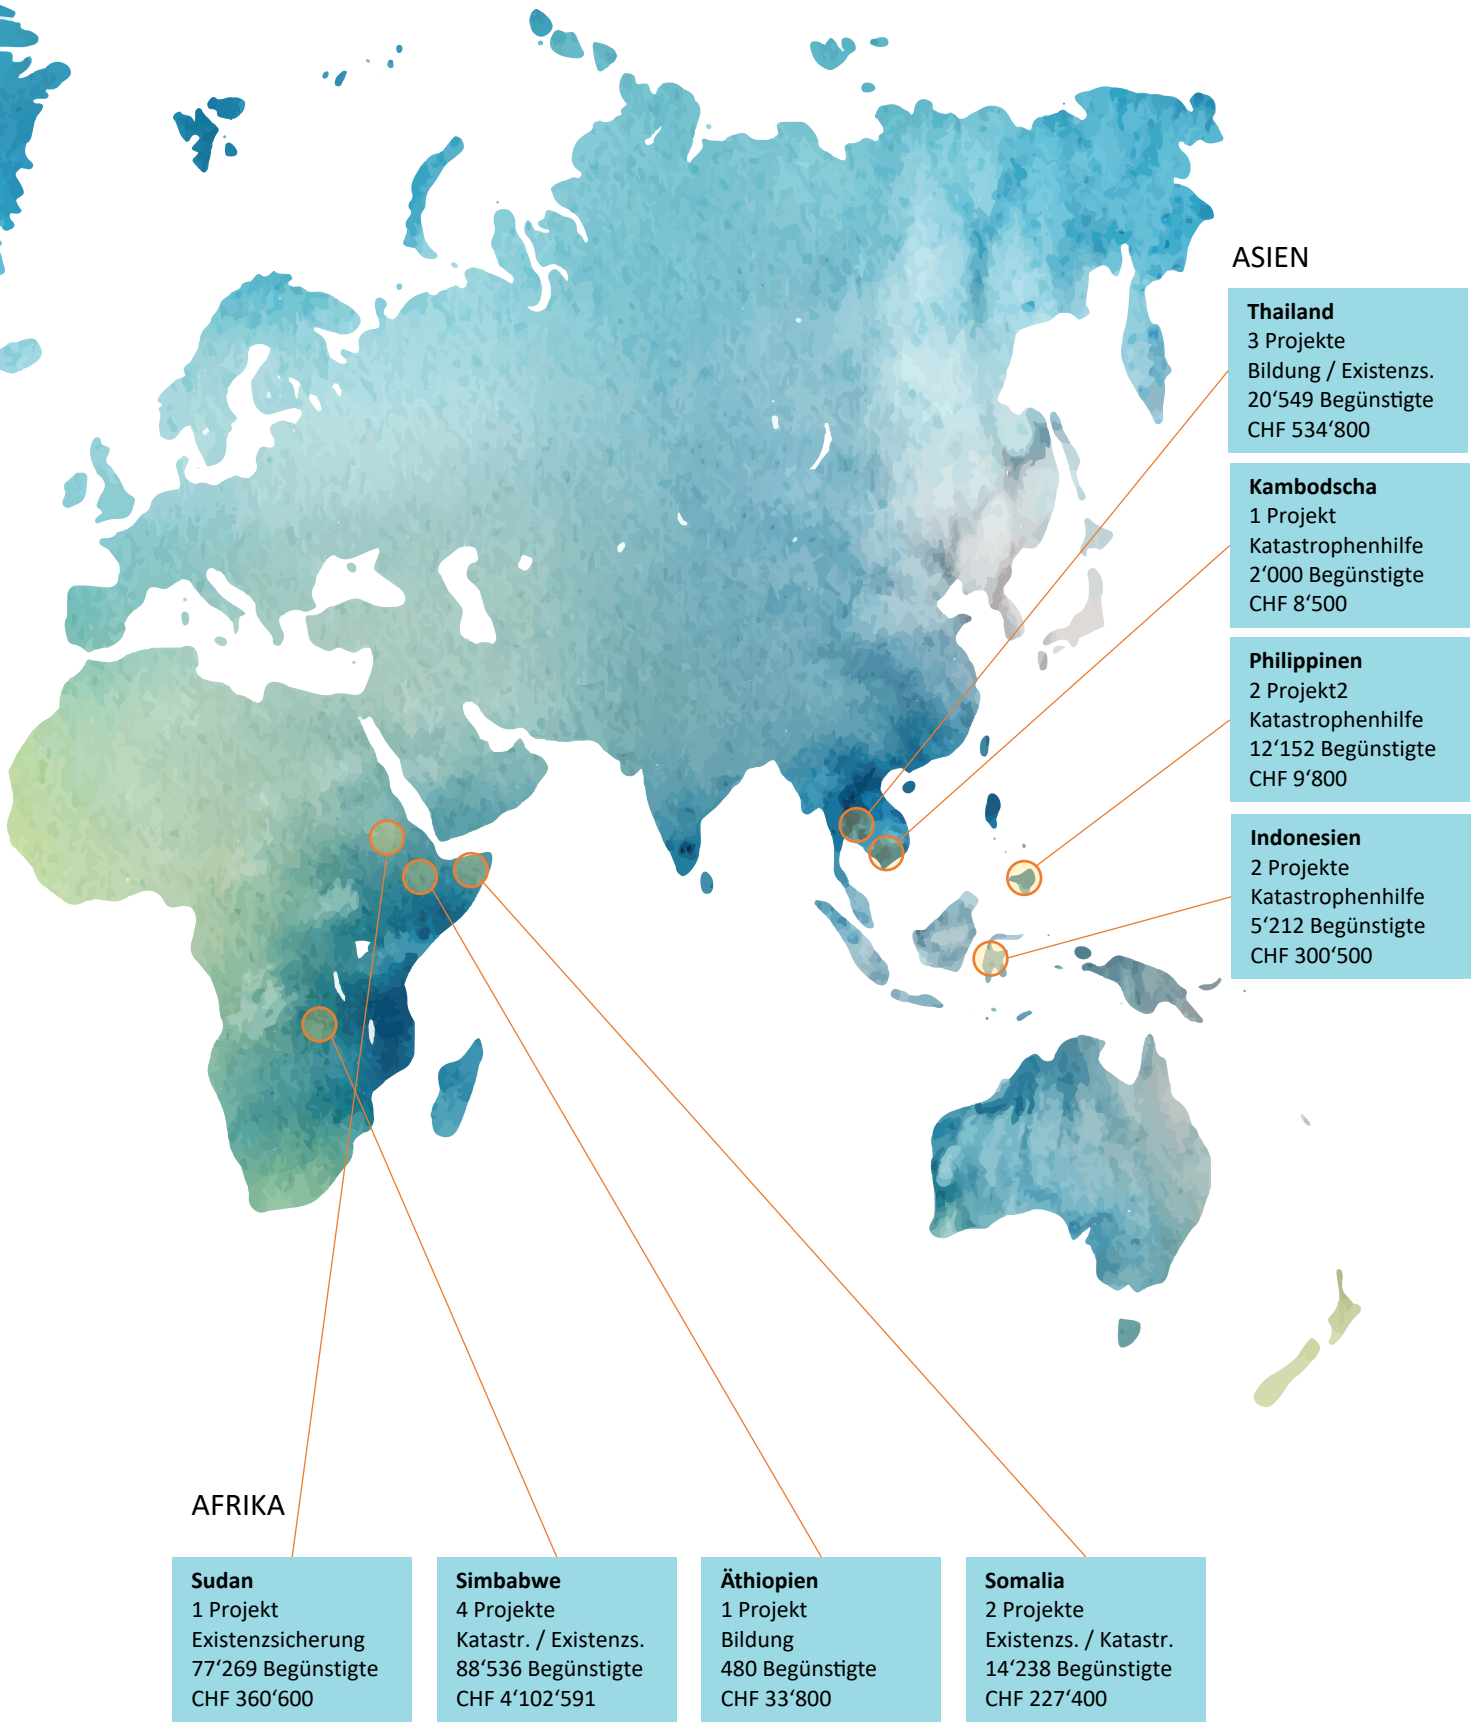 ASIEN
Thailand
3 Projekte
Bildung / Existenzs.
20‘549 Begünstigte
CHF 534‘800
Kambodscha
1 Projekt
Katastrophenhilfe
2‘000 Begünstigte
CHF 8‘500
Philippinen
2 Projekt2
Katastrophenhilfe
12‘152 Begünstigte
CHF 9‘800
Indonesien
2 Projekte
Katastrophenhilfe
5‘212 Begünstigte
CHF 300‘500
AFRIKA
Sudan
1 Projekt
Existenzsicherung
77‘269 Begünstigte
CHF 360‘600
Simbabwe
4 Projekte
Katastr. / Existenzs.
88‘536 Begünstigte
CHF 4‘102‘591
Äthiopien
1 Projekt
Bildung
480 Begünstigte
CHF 33‘800
Somalia
2 Projekte
Existenzs. / Katastr.
14‘238 Begünstigte
CHF 227‘400